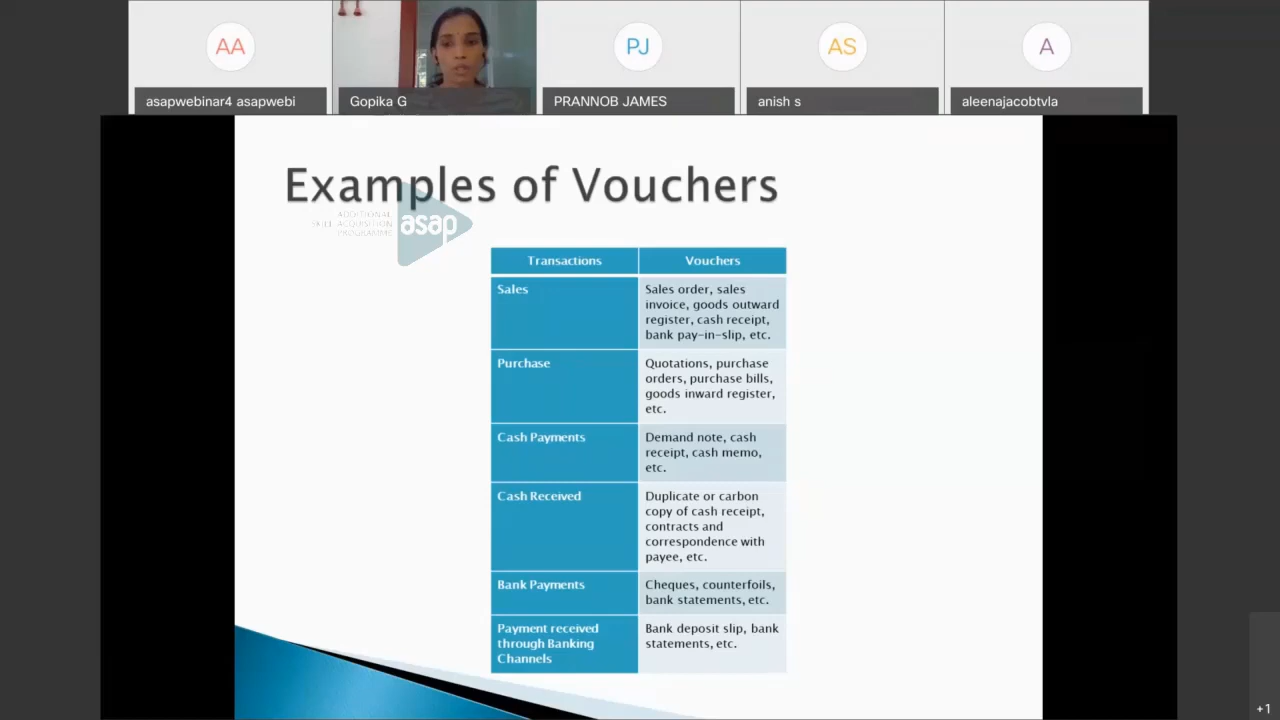 AA
PJ
AS
A
asapwebinar4 asapwebi
Gopika G
PRANNOB JAMES
anish s
aleenajacobtvla
Examples of Vouchers
ADDITIONAL
SKILL ACQUISITION
PROGRAMME
asap
Transactions
Vouchers
Sales
Sales order, sales
invoice, goods outward
register, cash receipt,
bank pay-in-slip, etc.
Purchase
Quotations, purchase
orders, purchase bills,
goods inward register,
etc.
Cash Payments
Demand note, cash
receipt, cash memo,
etc.
Cash Received
Duplicate or carbon
copy of cash receipt,
contracts and
correspondence with
payee, etc.
Bank Payments
Cheques, counterfoils,
bank statements, etc.
Payment received
through Banking
Channels
Bank deposit slip, bank
statements, etc.
+1